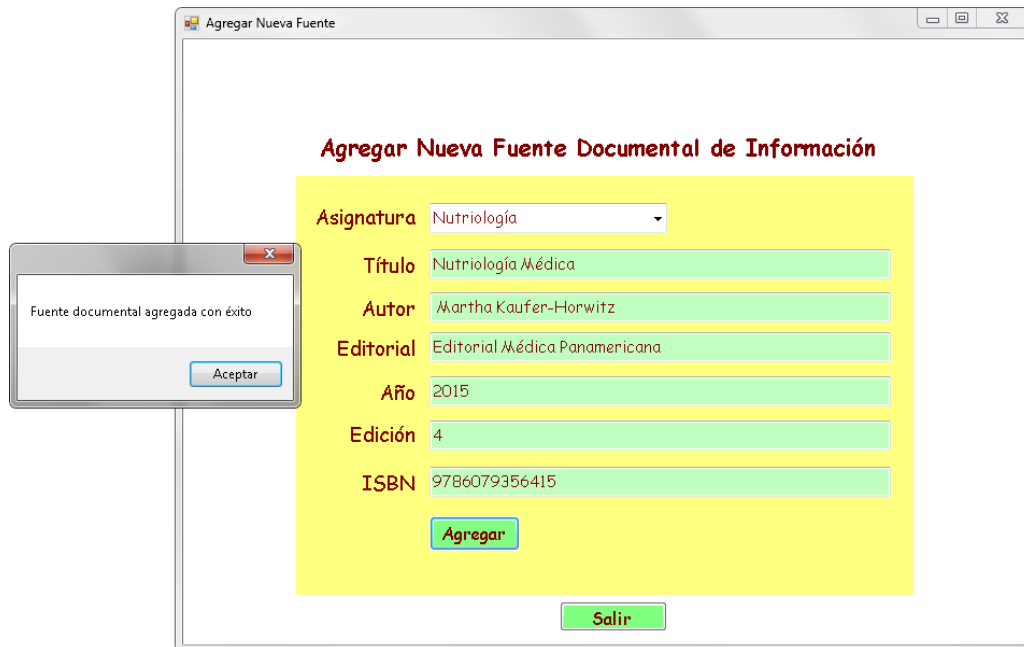 Agregar Nueva Fuente
Agregar Nueva Fuente Documental de Información
Asignatura Nutriología
Título Nutriología Médica
Fuente documental agregada con éxito
Aceptar
Autor Martha Kaufer-Horwitz
Editorial Editorial Médica Panamericana
Año 2015
Edición 4
ISBN 9786079356415
Agregar
Salir